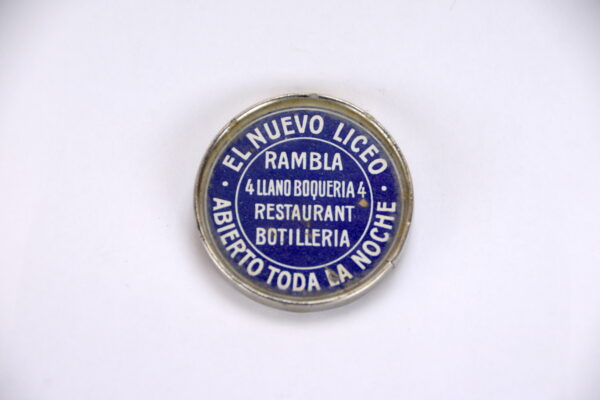 EL NUEVO LICEO
RAMBLA
4 LLANO BOQUERIA 4
RESTAURANT
BOTILLERIA
ABIERTO TODA LA NOCHE